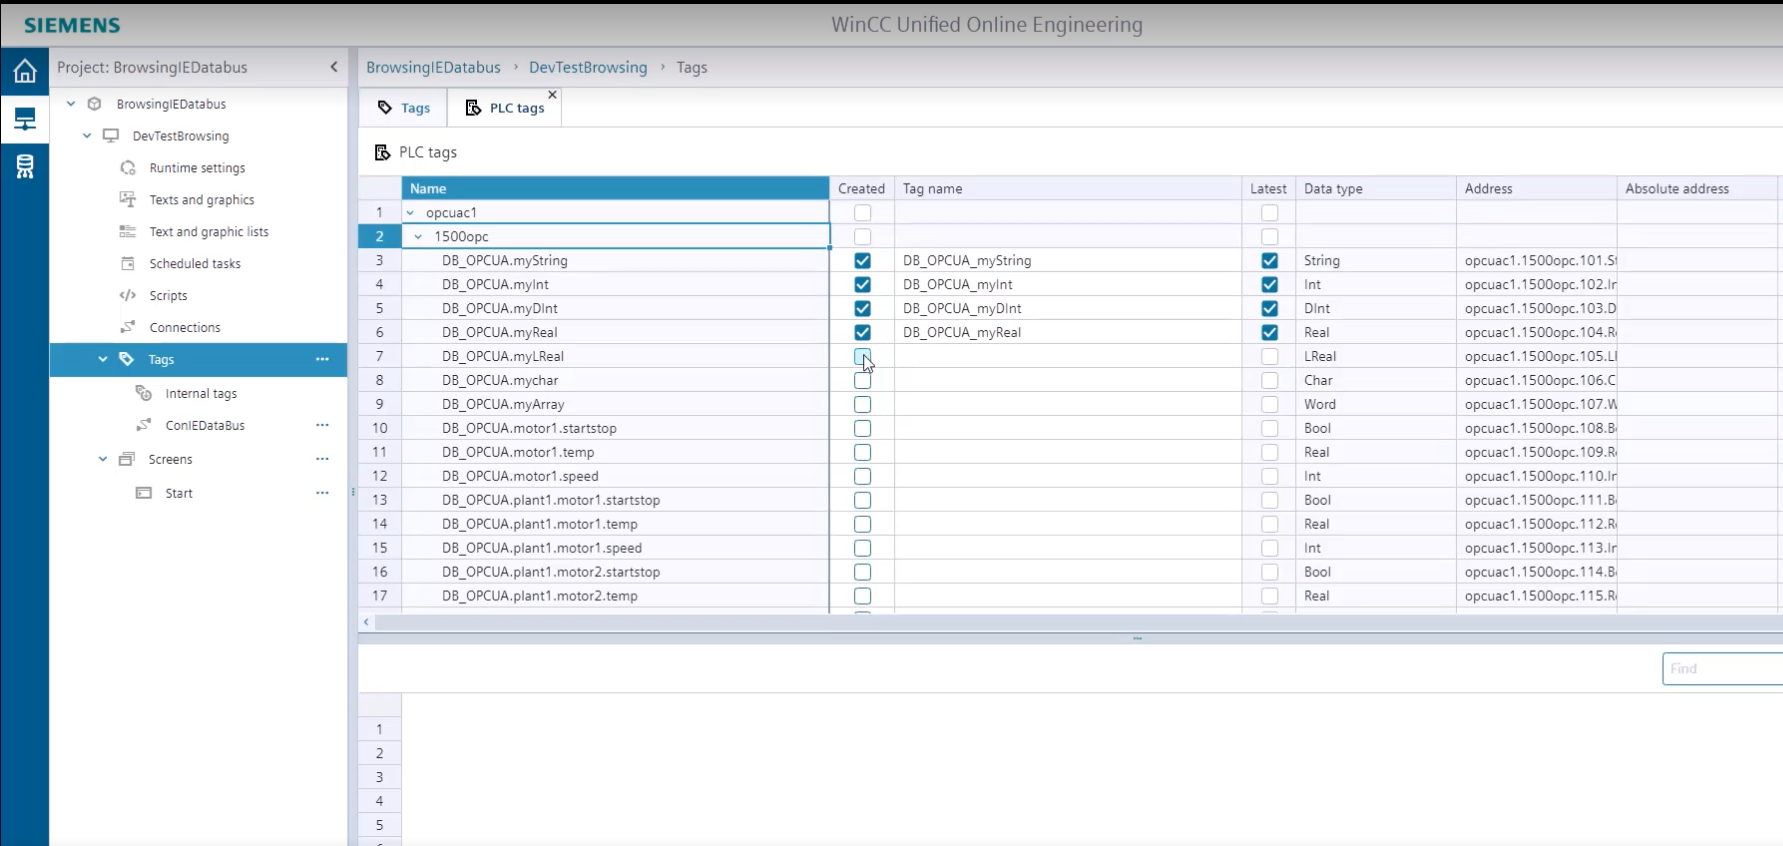 SIEMENS
WinCC Unified Online Engineering
Project: BrowsingIEDatabus
BrowsingIEDatabus
DevTestBrowsing
Runtime settings
Texts and graphics
Text and graphic lists
Scheduled tasks
Scripts
Connections
Tags
Internal tags
ConIEDataBus
Screens
Start
BrowsingIEDatabus > DevTestBrowsing > Tags
Tags PLC tags
PLC tags
Name Created Tag name Latest Data type Address Absolute address
1 opcuac1
2 1500opc
3 DB_OPCUA.myString DB_OPCUA_myString String opcuac1.1500opc.101.St
4 DB_OPCUA.myInt DB_OPCUA_myInt Int opcuac1.1500opc.102.In
5 DB_OPCUA.myDInt DB_OPCUA_myDInt DInt opcuac1.1500opc.103.D
6 DB_OPCUA.myReal DB_OPCUA_myReal Real opcuac1.1500opc.104.R
7 DB_OPCUA.myLReal LReal opcuac1.1500opc.105.L
8 DB_OPCUA.mychar Char opcuac1.1500opc.106.C
9 DB_OPCUA.myArray Word opcuac1.1500opc.107.W
10 DB_OPCUA.motor1.startstop Bool opcuac1.1500opc.108.B
11 DB_OPCUA.motor1.temp Real opcuac1.1500opc.109.R
12 DB_OPCUA.motor1.speed Int opcuac1.1500opc.110.In
13 DB_OPCUA.plant1.motor1.startstop Bool opcuac1.1500opc.111.B
14 DB_OPCUA.plant1.motor1.temp Real opcuac1.1500opc.112.R
15 DB_OPCUA.plant1.motor1.speed Int opcuac1.1500opc.113.In
16 DB_OPCUA.plant1.motor2.startstop Bool opcuac1.1500opc.114.B
17 DB_OPCUA.plant1.motor2.temp Real opcuac1.1500opc.115.R
Find
1
2
3
4
5